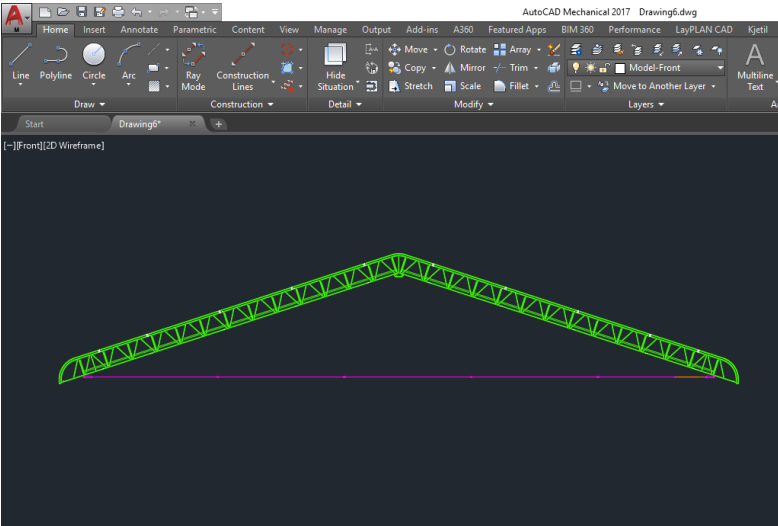 AutoCAD Mechanical 2017 Drawing6.dwg
Home Insert Annotate Parametric Content View Manage Output Add-ins A360 Featured Apps BIM 360 Performance LayPLAN CAD Kjetil
Line Polyline Circle Arc
Ray Mode
Construction Lines
Hide Situation
Move Rotate Array
Copy Mirror Trim
Stretch Scale Fillet
Model-Front
Move to Another Layer
A
Multiline Text
Draw Construction Detail Modify Layers
Start Drawing6* +
[−][Front][2D Wireframe]